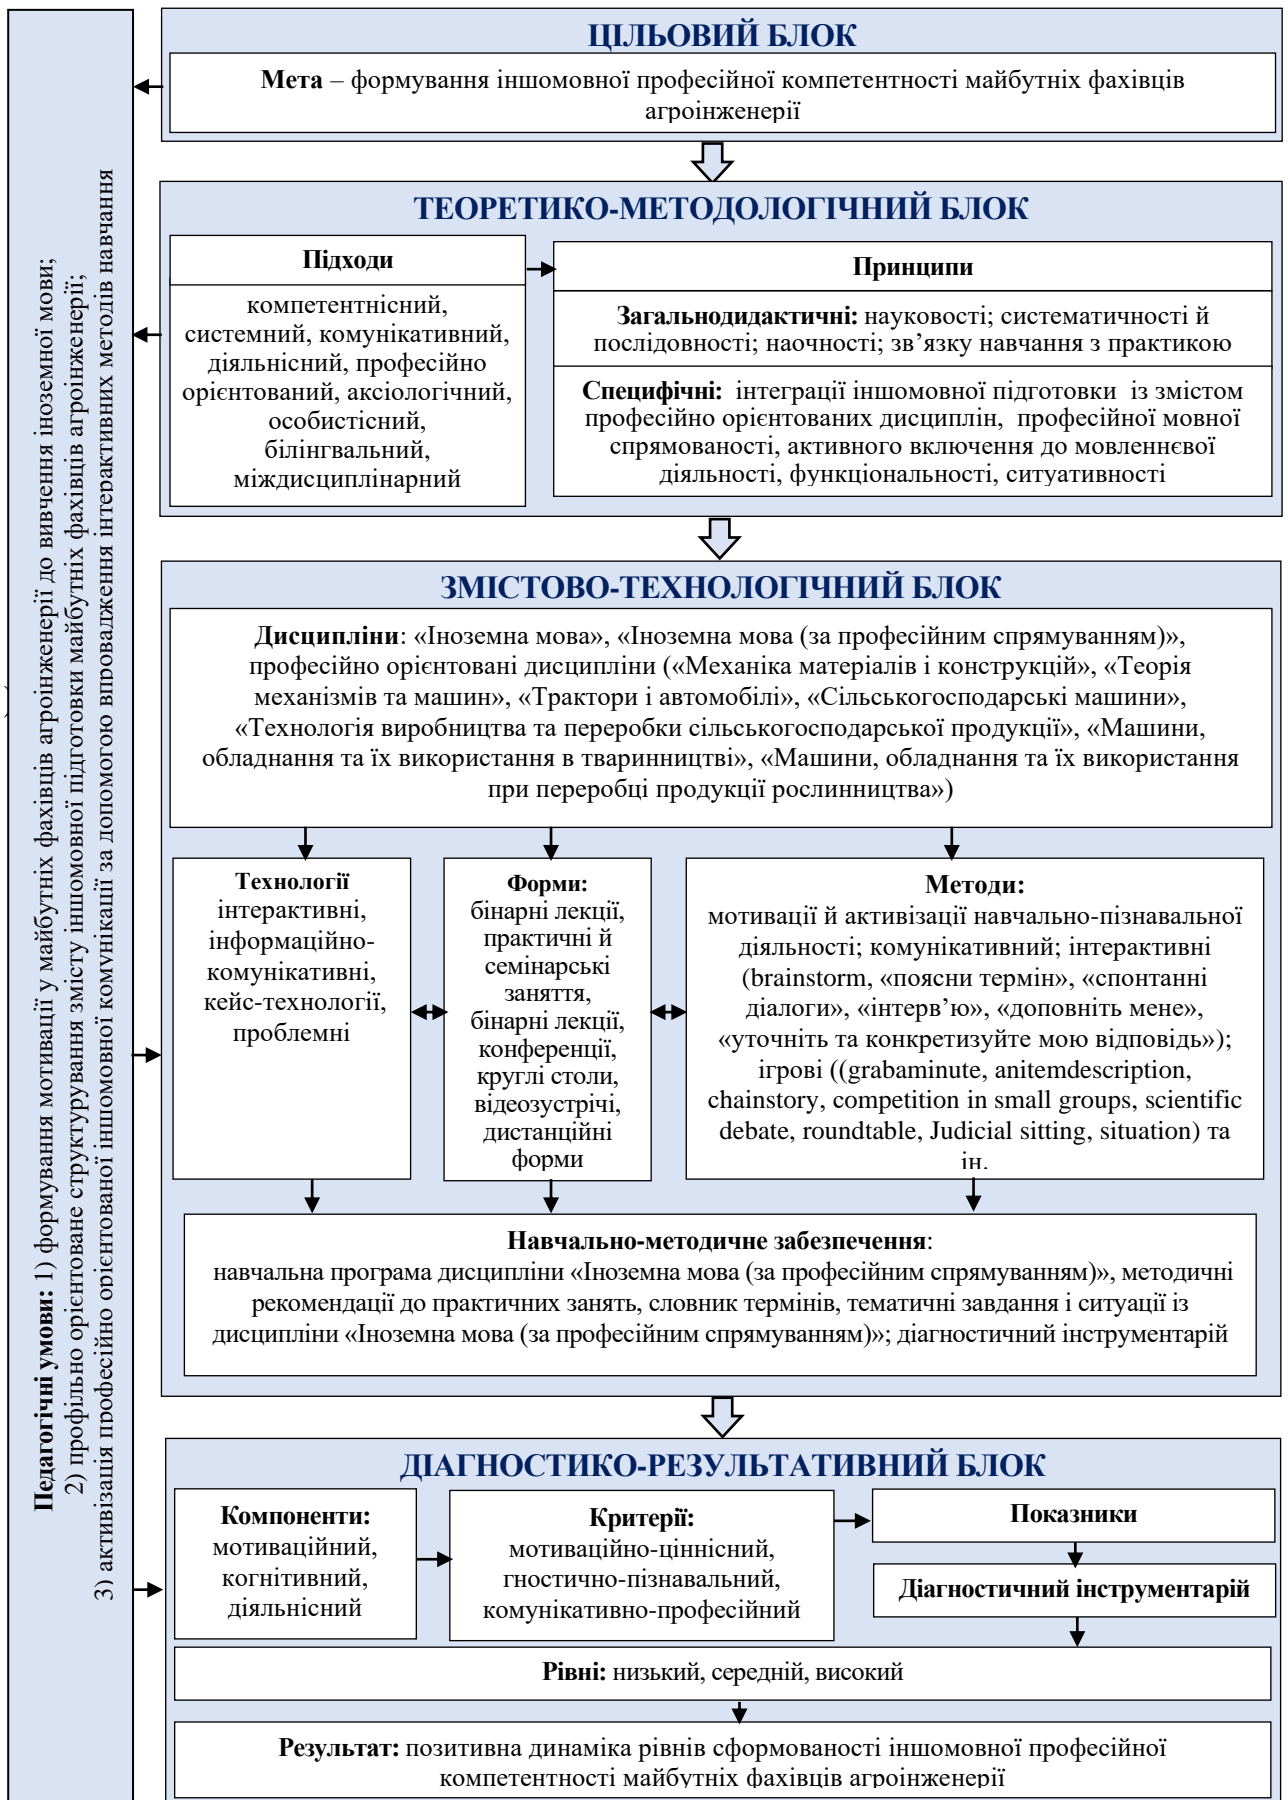 Педагогічні умови: 1) формування мотивації у майбутніх фахівців агроінженерії до вивчення іноземної мови;
2) профільно орієнтоване структурування змісту іншомовної підготовки майбутніх фахівців агроінженерії;
3) активізація професійно орієнтованої іншомовної комунікації за допомогою впровадження інтерактивних методів навчання
ЦІЛЬОВИЙ БЛОК
Мета – формування іншомовної професійної компетентності майбутніх фахівців
агроінженерії
ТЕОРЕТИКО-МЕТОДОЛОГІЧНИЙ БЛОК
Підходи
компетентнісний,
системний, комунікативний,
діяльнісний, професійно
орієнтований, аксіологічний,
особистісний,
білінгвальний,
міждисциплінарний
Принципи
Загальнодидактичні: науковості; систематичності й
послідовності; наочності; зв’язку навчання з практикою
Специфічні: інтеграції іншомовної підготовки із змістом
професійно орієнтованих дисциплін, професійної мовної
спрямованості, активного включення до мовленнєвої
діяльності, функціональності, ситуативності
ЗМІСТОВО-ТЕХНОЛОГІЧНИЙ БЛОК
Дисципліни: «Іноземна мова», «Іноземна мова (за професійним спрямуванням)»,
професійно орієнтовані дисципліни («Механіка матеріалів і конструкцій», «Теорія
механізмів та машин», «Трактори і автомобілі», «Сільськогосподарські машини»,
«Технологія виробництва та переробки сільськогосподарської продукції», «Машини,
обладнання та їх використання в тваринництві», «Машини, обладнання та їх використання
при переробці продукції рослинництва»)
Технології
інтерактивні,
інформаційно-
комунікативні,
кейс-технології,
проблемні
Форми:
бінарні лекції,
практичні й
семінарські
заняття,
бінарні лекції,
конференції,
круглі столи,
відеозустрічі,
дистанційні
форми
Методи:
мотивації й активізації навчально-пізнавальної
діяльності; комунікативний; інтерактивні
(brainstorm, «поясни термін», «спонтанні
діалоги», «інтерв’ю», «доповніть мене»,
«уточніть та конкретизуйте мою відповідь»);
ігрові ((grabaminute, anitemdescription,
chainstory, competition in small groups, scientific
debate, roundtable, Judicial sitting, situation) та
ін.
Навчально-методичне забезпечення:
навчальна програма дисципліни «Іноземна мова (за професійним спрямуванням)», методичні
рекомендації до практичних занять, словник термінів, тематичні завдання і ситуації із
дисципліни «Іноземна мова (за професійним спрямуванням)»; діагностичний інструментарій
ДІАГНОСТИКО-РЕЗУЛЬТАТИВНИЙ БЛОК
Компоненти:
мотиваційний,
когнітивний,
діяльнісний
Критерії:
мотиваційно-ціннісний,
гностично-пізнавальний,
комунікативно-професійний
Показники
Діагностичний інструментарій
Рівні: низький, середній, високий
Результат: позитивна динаміка рівнів сформованості іншомовної професійної
компетентності майбутніх фахівців агроінженерії